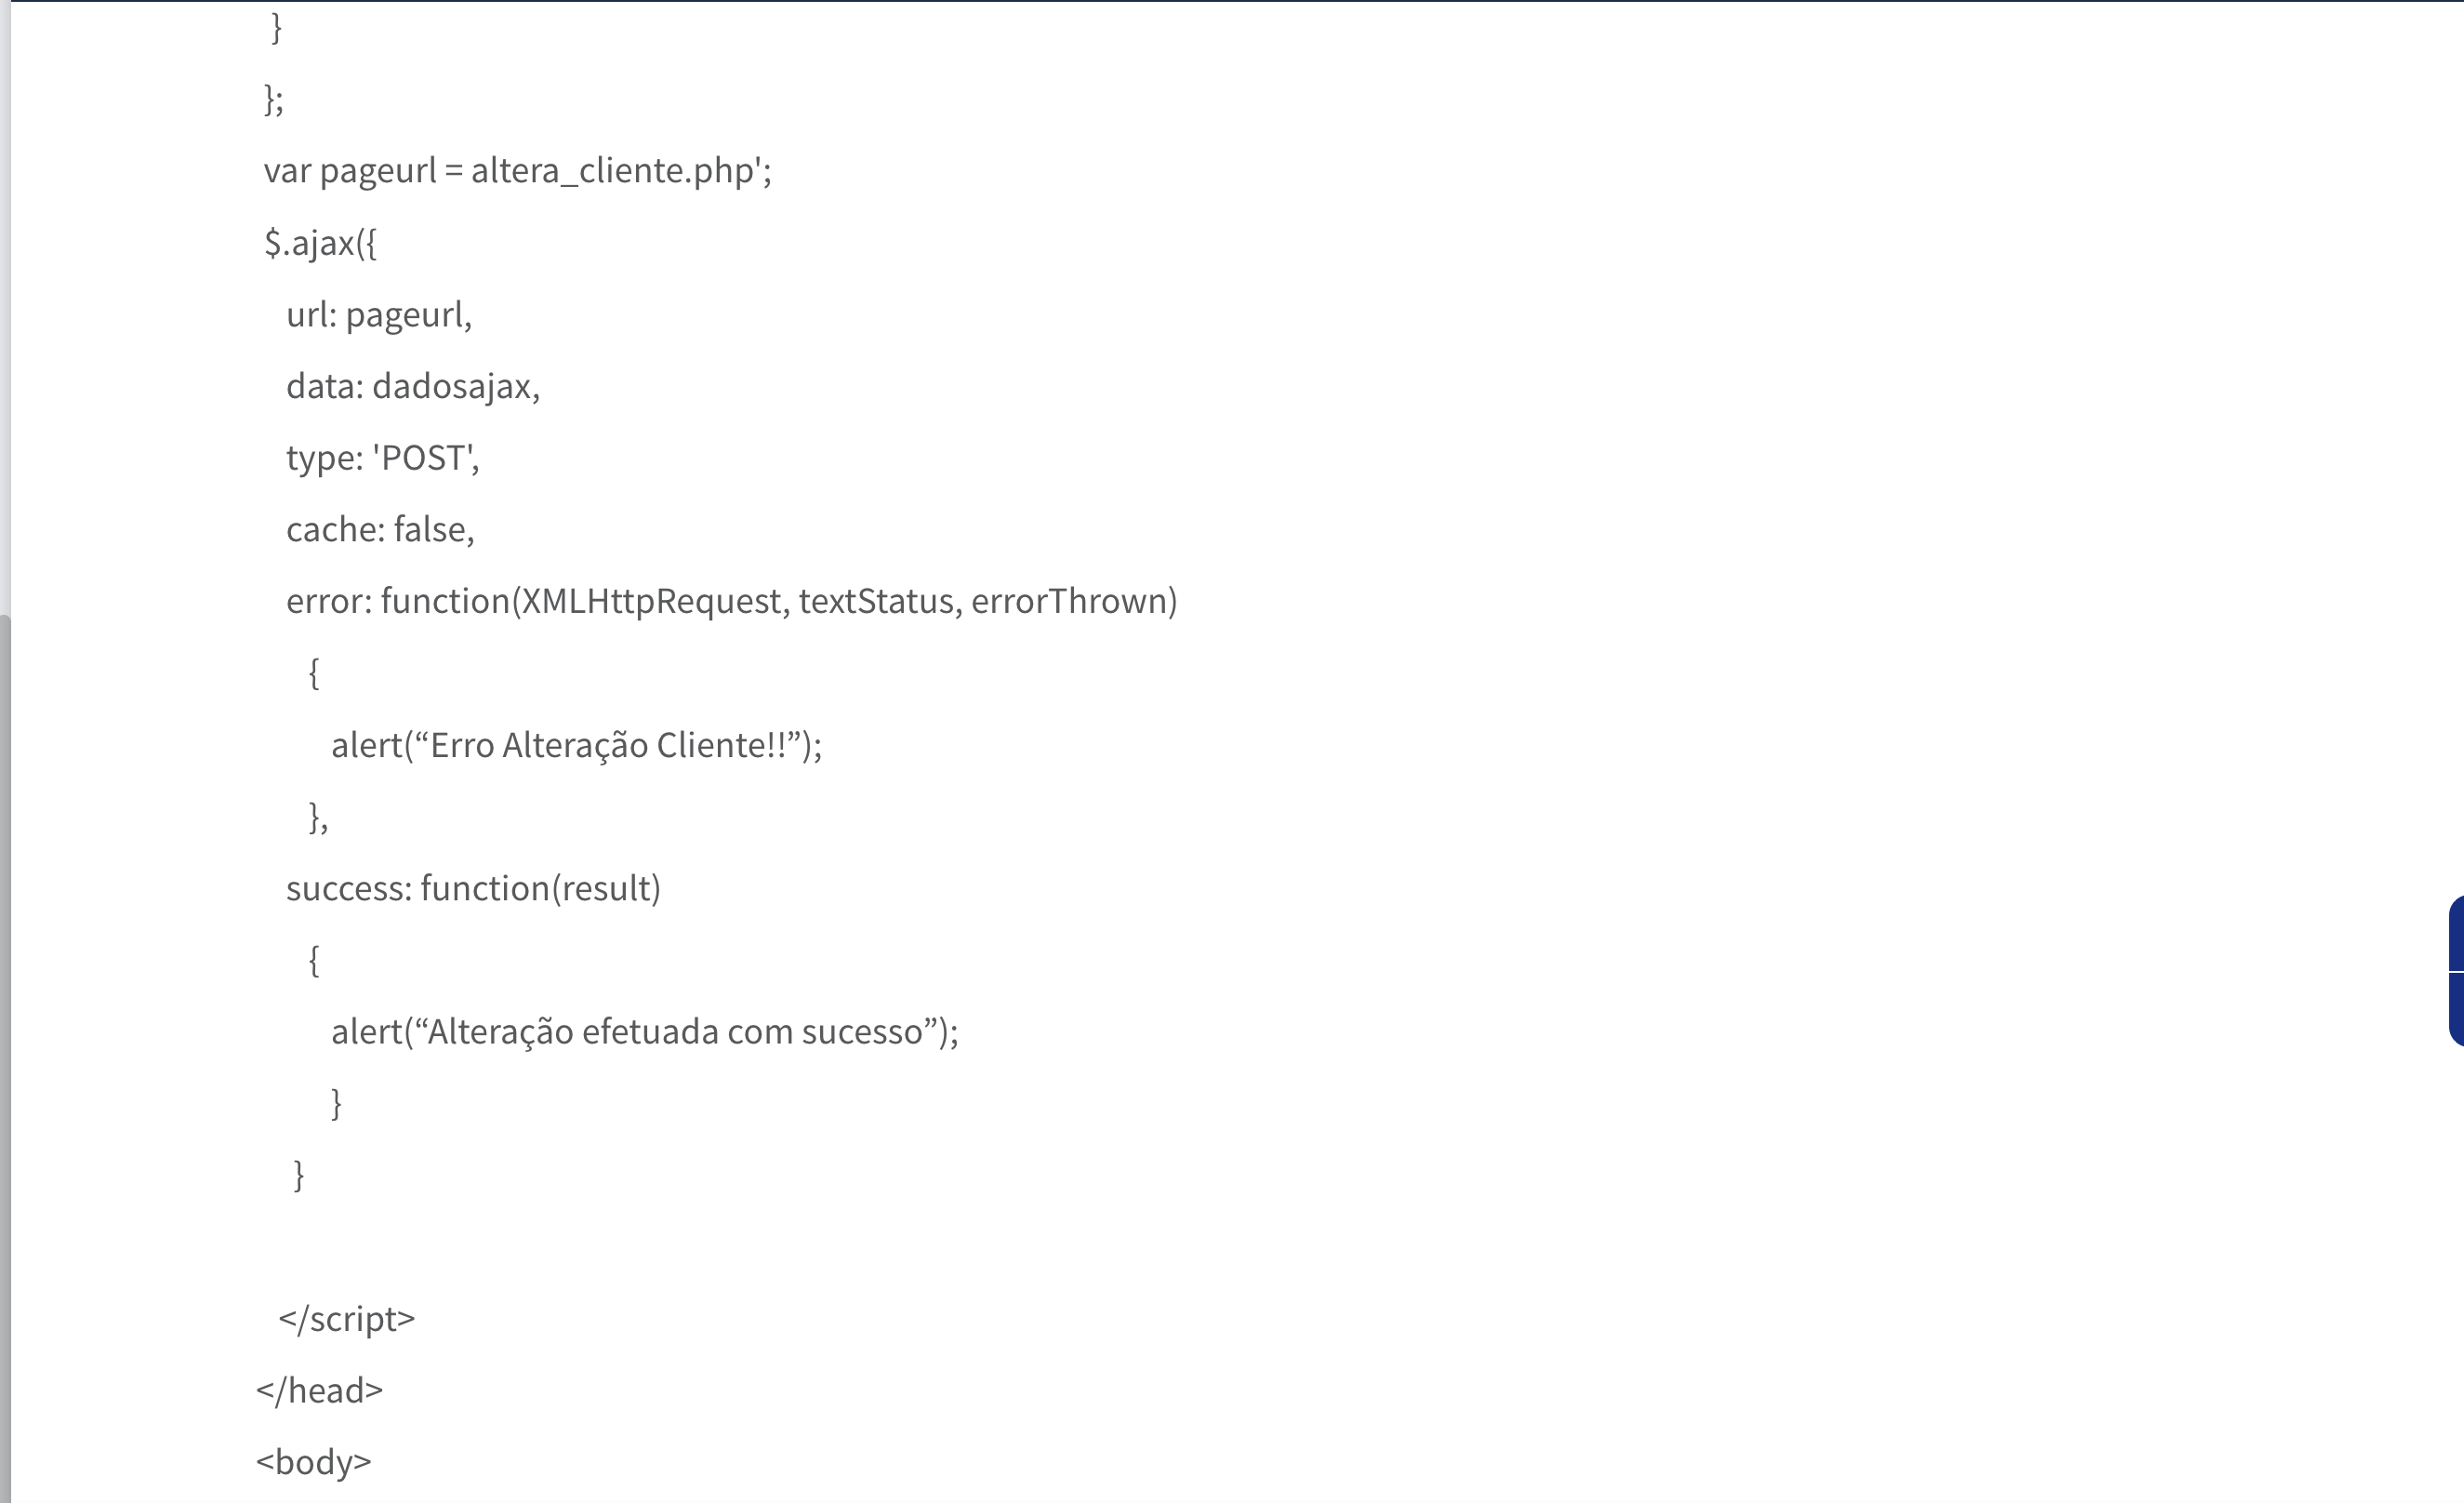 }
};
var pageurl = altera_cliente.php';
$.ajax({
url: pageurl,
data: dadosajax,
type: 'POST',
cache: false,
error: function(XMLHttpRequest, textStatus, errorThrown)
{
alert(“Erro Alteração Cliente!!”);
},
success: function(result)
{
alert(“Alteração efetuada com sucesso”);
}
}
</script>
</head>
<body>